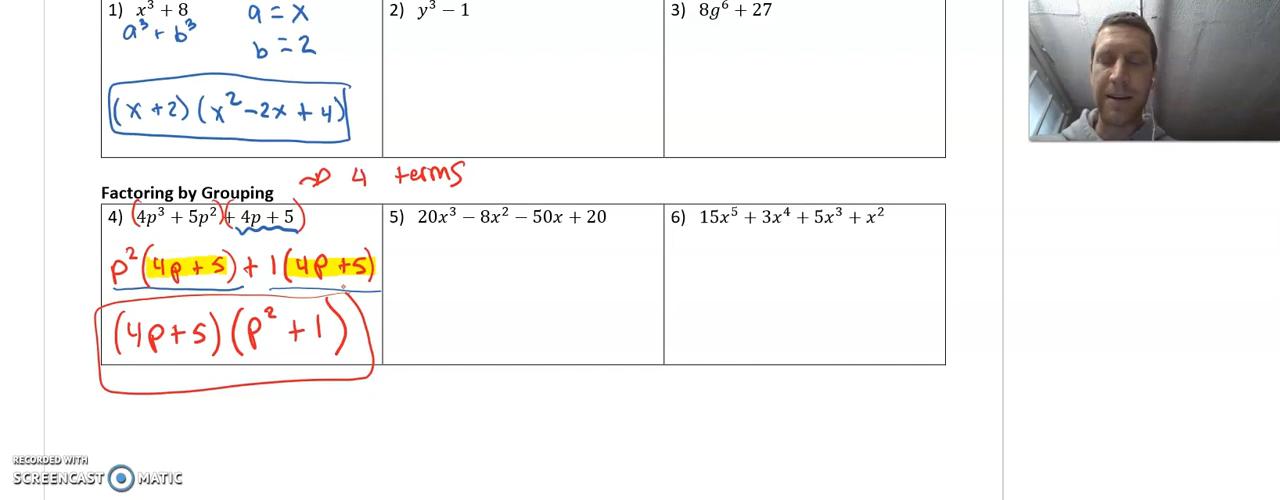 1) x³ + 8
a³ + b³
a = x
b = 2
(x + 2) (x² - 2x + 4)
2) y³ − 1
3) 8g⁶ + 27
Factoring by Grouping
→ 4 terms
4) (4p³ + 5p²)(+ 4p + 5)
p² (4p + 5) + 1 (4p + 5)
(4p + 5) (p² + 1)
5) 20x³ − 8x² − 50x + 20
6) 15x⁵ + 3x⁴ + 5x³ + x²
RECORDED WITH
SCREENCAST MATIC